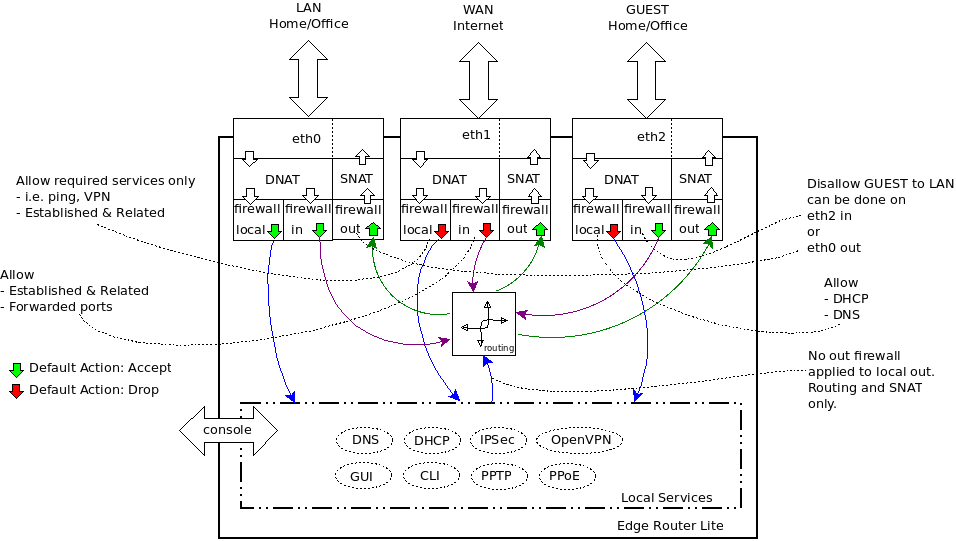 LAN
Home/Office
WAN
Internet
GUEST
Home/Office
eth0
eth1
eth2
DNAT
SNAT
DNAT
SNAT
DNAT
SNAT
firewall
local
firewall
in
firewall
out
firewall
local
firewall
in
firewall
out
firewall
local
firewall
in
firewall
out
Allow required services only
- i.e. ping, VPN
- Established & Related
Allow
- Established & Related
- Forwarded ports
Default Action: Accept
Default Action: Drop
Disallow GUEST to LAN
can be done on
eth2 in
or
eth0 out
Allow
- DHCP
- DNS
No out firewall
applied to local out.
Routing and SNAT
only.
routing
console
DNS
DHCP
IPSec
OpenVPN
GUI
CLI
PPTP
PPoE
Local Services
Edge Router Lite